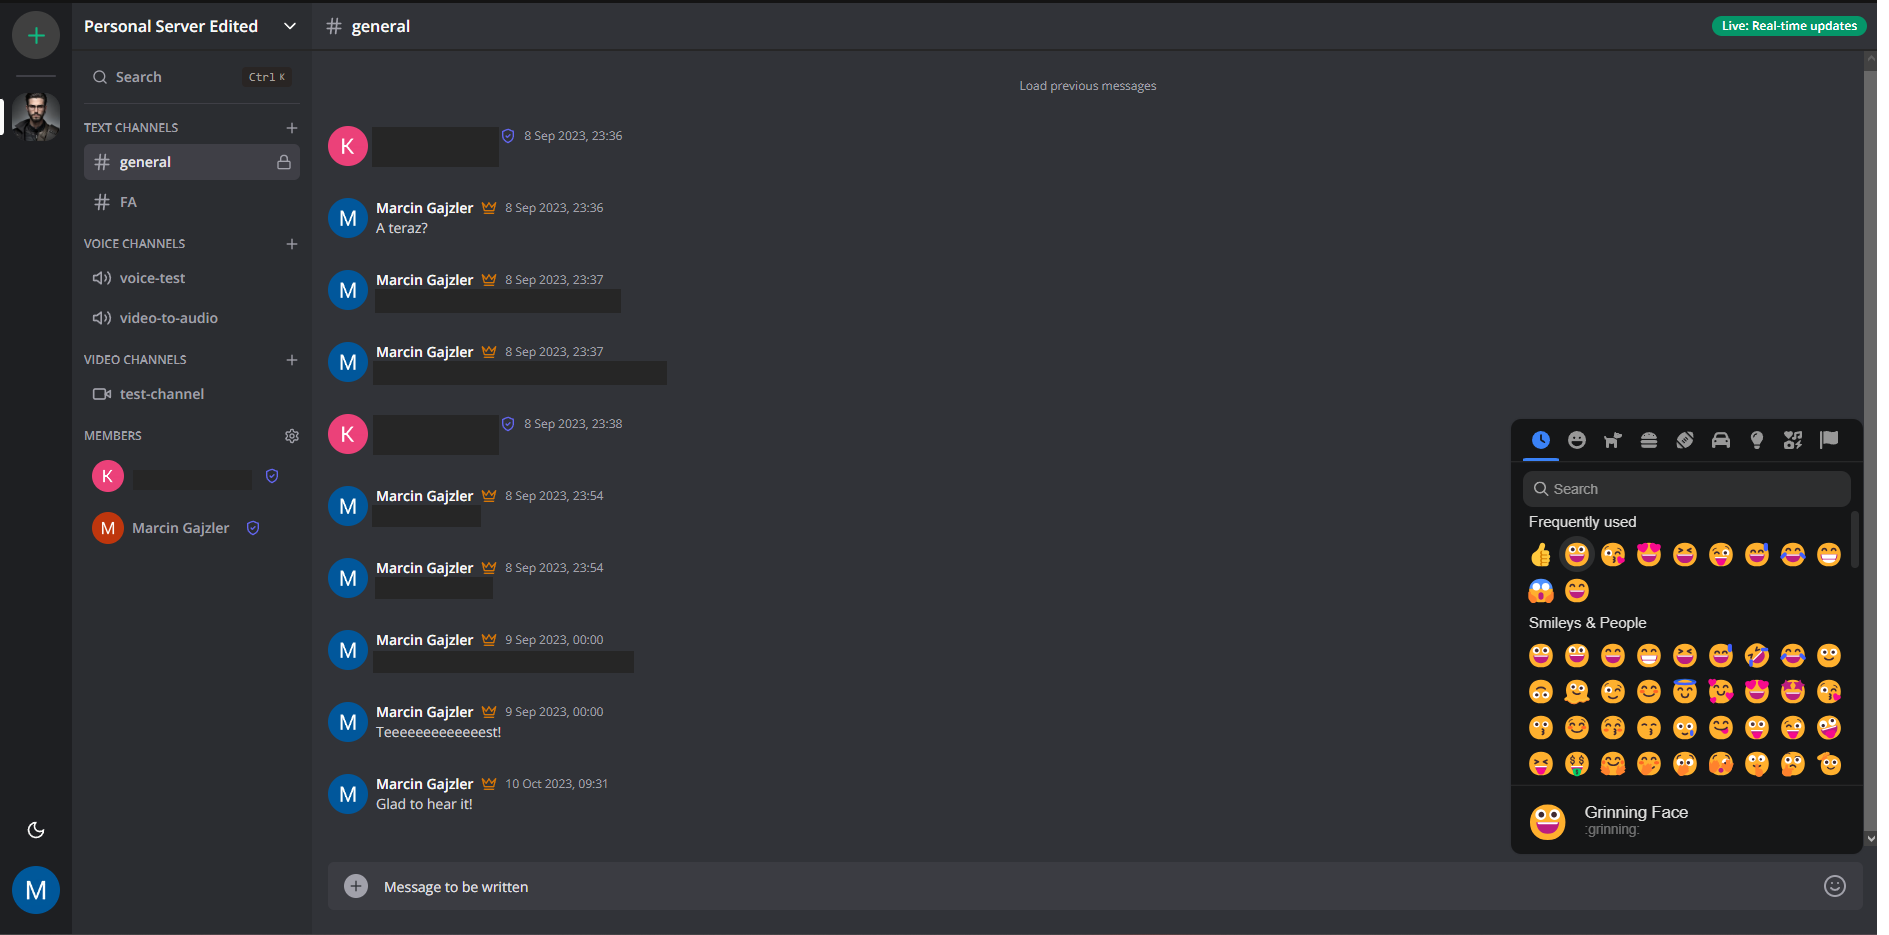 Personal Server Edited
Search
Ctrl K
TEXT CHANNELS
general
FA
VOICE CHANNELS
voice-test
video-to-audio
VIDEO CHANNELS
test-channel
MEMBERS
K
M Marcin Gajzler
M
# general
Live: Real-time updates
Load previous messages
K 8 Sep 2023, 23:36
M Marcin Gajzler 8 Sep 2023, 23:36
A teraz?
M Marcin Gajzler 8 Sep 2023, 23:37
M Marcin Gajzler 8 Sep 2023, 23:37
K 8 Sep 2023, 23:38
M Marcin Gajzler 8 Sep 2023, 23:54
M Marcin Gajzler 8 Sep 2023, 23:54
M Marcin Gajzler 9 Sep 2023, 00:00
M Marcin Gajzler 9 Sep 2023, 00:00
Teeeeeeeeeeeeest!
M Marcin Gajzler 10 Oct 2023, 09:31
Glad to hear it!
Message to be written
Search
Frequently used
Smileys & People
Grinning Face
:grinning: